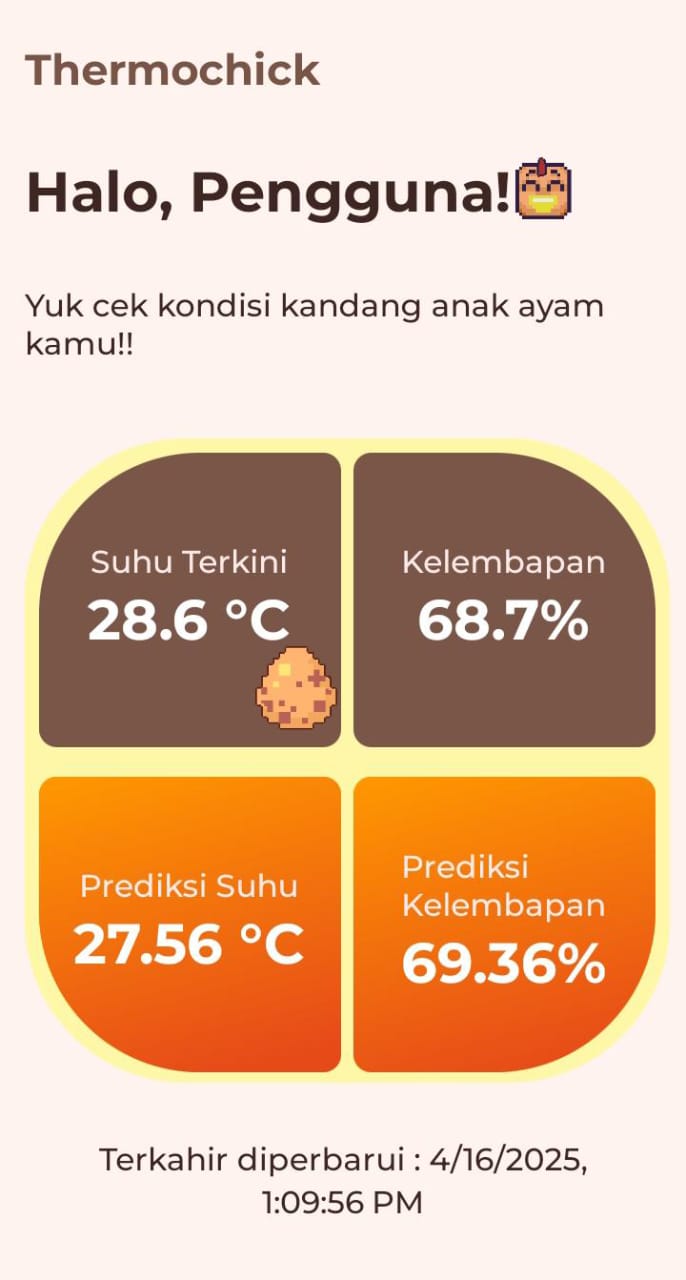 Thermochick
Halo, Pengguna!
Yuk cek kondisi kandang anak ayam
kamu!!
Suhu Terkini
28.6 °C
Kelembapan
68.7%
Prediksi Suhu
27.56 °C
Prediksi
Kelembapan
69.36%
Terkahir diperbarui : 4/16/2025,
1:09:56 PM